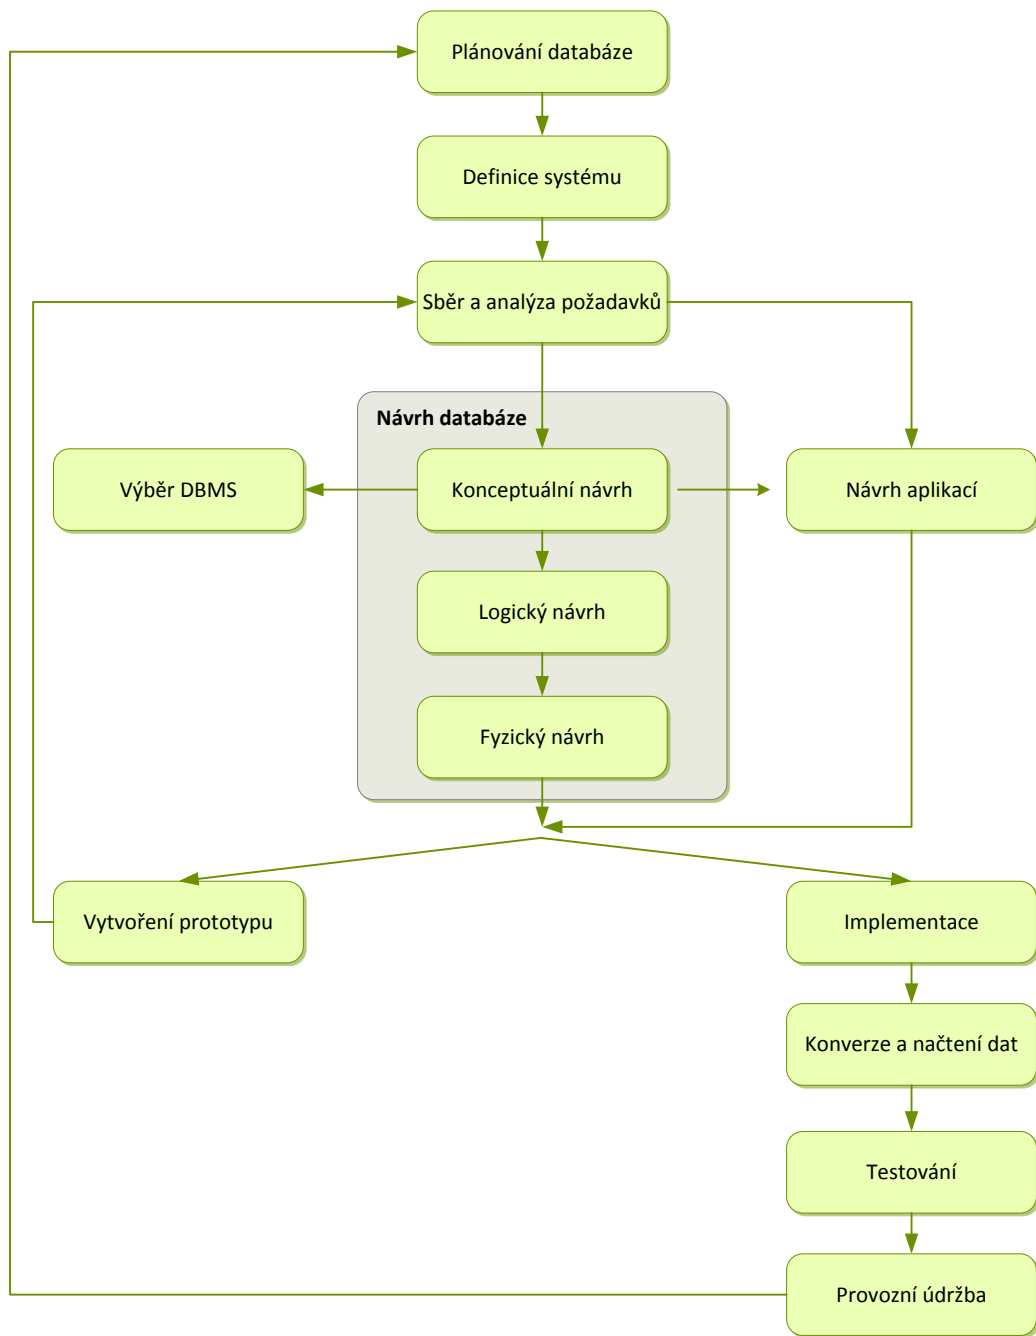 Plánování databáze
Definice systému
Sběr a analýza požadavků
Návrh databáze
Výběr DBMS
Konceptuální návrh
Návrh aplikací
Logický návrh
Fyzický návrh
Vytvoření prototypu
Implementace
Konverze a načtení dat
Testování
Provozní údržba